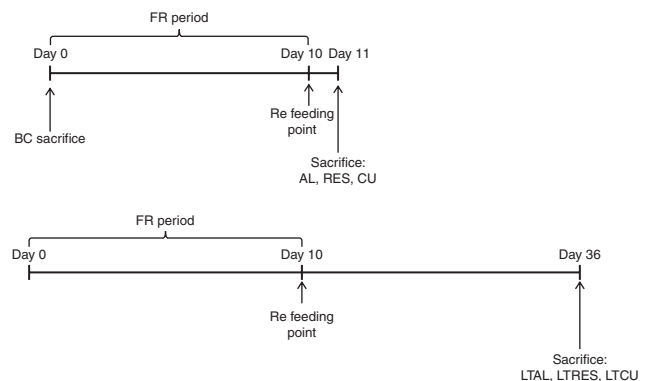 FR period
Day 0
Day 10
Day 11
Re feeding
point
BC sacrifice
Sacrifice:
AL, RES, CU
FR period
Day 0
Day 10
Day 36
Re feeding
point
Sacrifice:
LTAL, LTRES, LTCU